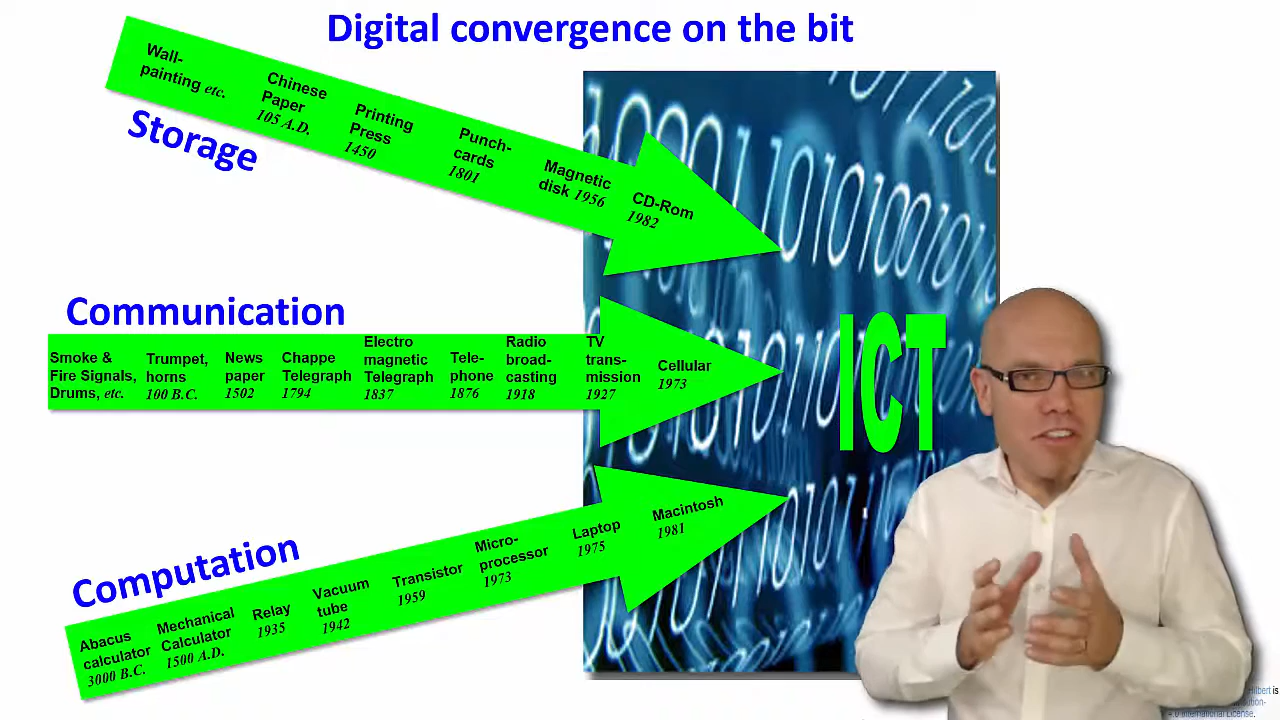 Digital convergence on the bit
Wall-
painting etc.
Chinese
Paper
105 A.D.
Printing
Press
1450
Punch-
cards
1801
Magnetic
disk 1956
CD-Rom
1982
Storage
Communication
Smoke &
Fire Signals,
Drums, etc.
Trumpet,
horns
100 B.C.
News
paper
1502
Chappe
Telegraph
1794
Electro
magnetic
Telegraph
1837
Tele-
phone
1876
Radio
broad-
casting
1918
TV
trans-
mission
1927
Cellular
1973
ICT
Computation
Abacus
calculator
3000 B.C.
Mechanical
Calculator
1500 A.D.
Relay
1935
Vacuum
tube
1942
Transistor
1959
Micro-
processor
1973
Laptop
1975
Macintosh
1981
Hilbert is
International License.